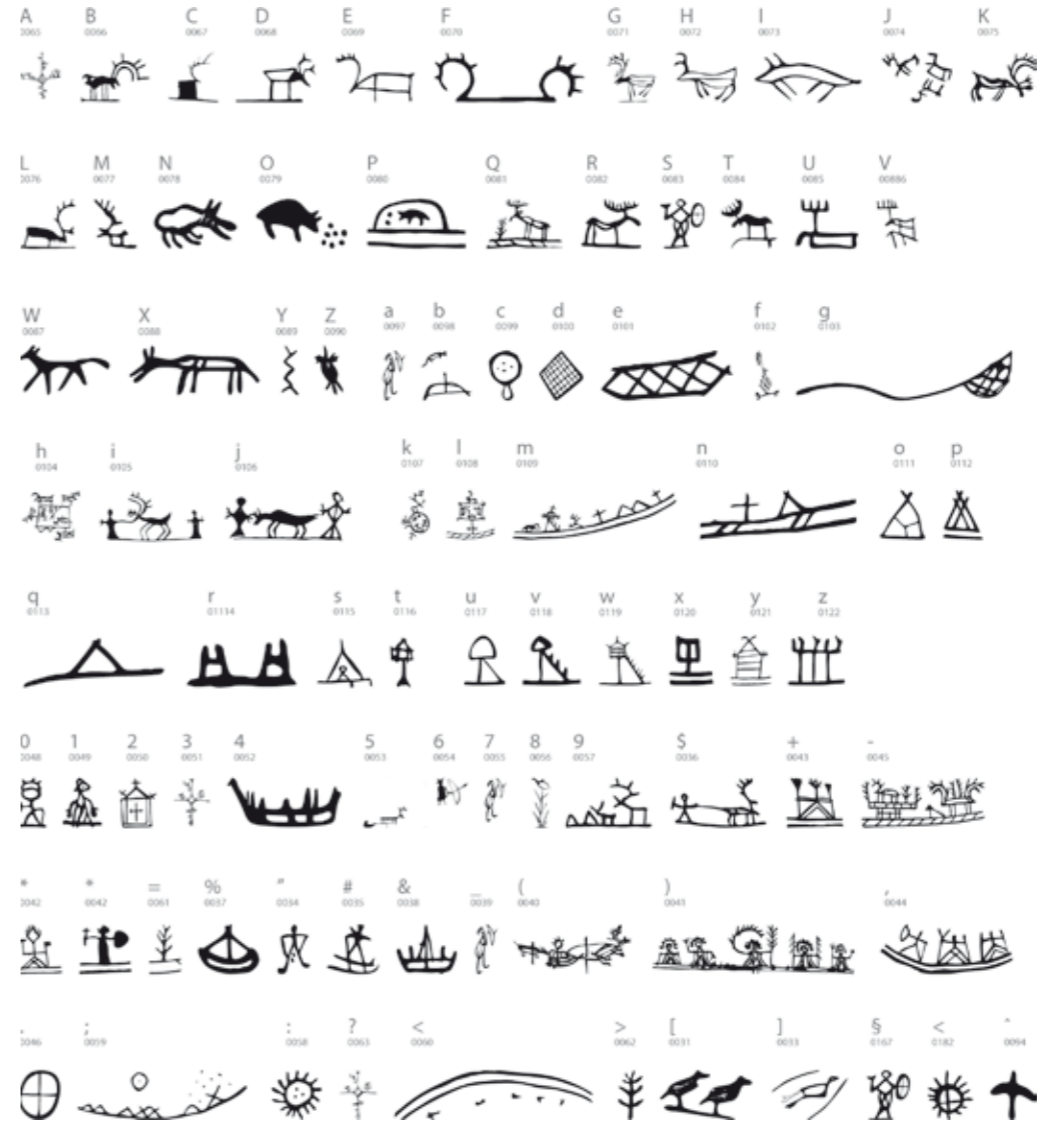 A B C D E F G H I J K
0065 0066 0067 0068 0069 0070 0071 0072 0073 0074 0075
L M N O P Q R S T U V
0076 0077 0078 0079 0080 0081 0082 0083 0084 0085 00886
W X Y Z a b c d e f g
0087 0088 0089 0090 0097 0098 0099 0100 0101 0102 0103
h i j k l m n o p
0104 0105 0106 0107 0108 0109 0110 0111 0112
q r s t u v w x y z
0113 01114 0115 0116 0117 0118 0119 0120 0121 0122
0 1 2 3 4 5 6 7 8 9 $ + -
0048 0049 0050 0051 0052 0053 0054 0055 0056 0057 0036 0043 0045
* * = % " # & _ ( ) ,
0042 0042 0061 0037 0034 0035 0038 0039 0040 0041 0044
. ; : ? < > [ ] § < ^
0046 0059 0058 0063 0060 0062 0031 0033 0167 0182 0094